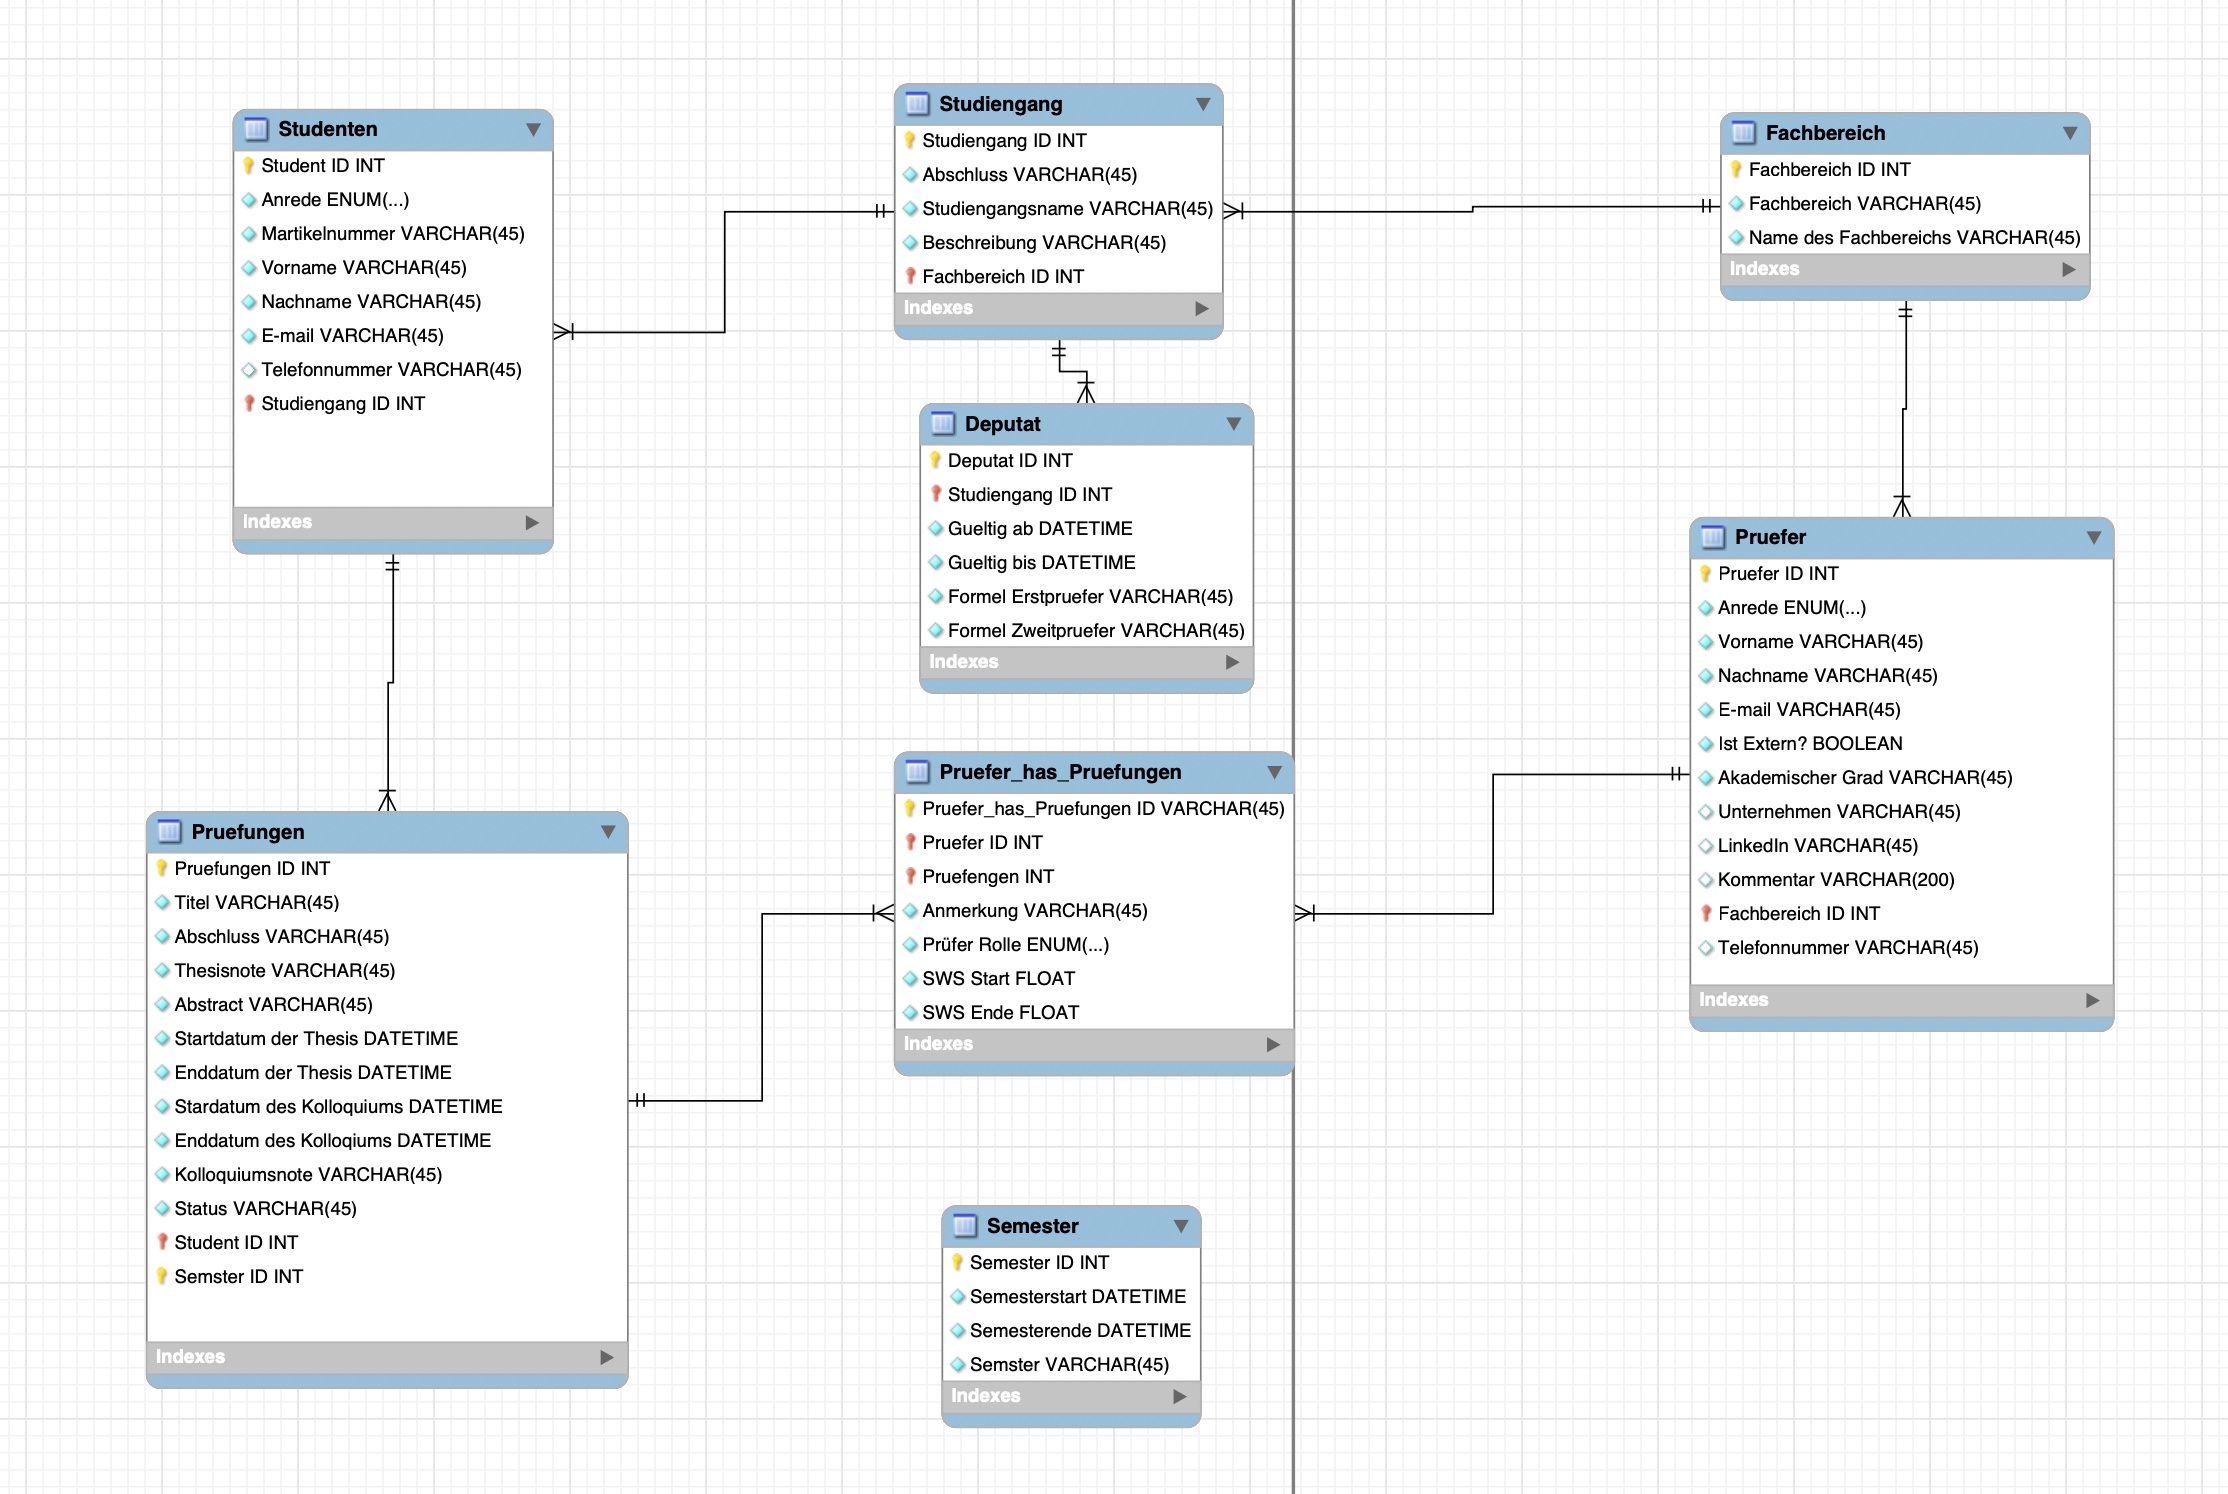 Studenten
Student ID INT
Anrede ENUM(...)
Martikelnummer VARCHAR(45)
Vorname VARCHAR(45)
Nachname VARCHAR(45)
E-mail VARCHAR(45)
Telefonnummer VARCHAR(45)
Studiengang ID INT
Indexes
Studiengang
Studiengang ID INT
Abschluss VARCHAR(45)
Studiengangsname VARCHAR(45)
Beschreibung VARCHAR(45)
Fachbereich ID INT
Indexes
Fachbereich
Fachbereich ID INT
Fachbereich VARCHAR(45)
Name des Fachbereichs VARCHAR(45)
Indexes
Deputat
Deputat ID INT
Studiengang ID INT
Gueltig ab DATETIME
Gueltig bis DATETIME
Formel Erstpruefer VARCHAR(45)
Formel Zweitpruefer VARCHAR(45)
Indexes
Pruefer
Pruefer ID INT
Anrede ENUM(...)
Vorname VARCHAR(45)
Nachname VARCHAR(45)
E-mail VARCHAR(45)
Ist Extern? BOOLEAN
Akademischer Grad VARCHAR(45)
Unternehmen VARCHAR(45)
LinkedIn VARCHAR(45)
Kommentar VARCHAR(200)
Fachbereich ID INT
Telefonnummer VARCHAR(45)
Indexes
Pruefungen
Pruefungen ID INT
Titel VARCHAR(45)
Abschluss VARCHAR(45)
Thesisnote VARCHAR(45)
Abstract VARCHAR(45)
Startdatum der Thesis DATETIME
Enddatum der Thesis DATETIME
Stardatum des Kolloquiums DATETIME
Enddatum des Kolloqiums DATETIME
Kolloquiumsnote VARCHAR(45)
Status VARCHAR(45)
Student ID INT
Semster ID INT
Indexes
Pruefer_has_Pruefungen
Pruefer_has_Pruefungen ID VARCHAR(45)
Pruefer ID INT
Pruefengen INT
Anmerkung VARCHAR(45)
Prüfer Rolle ENUM(...)
SWS Start FLOAT
SWS Ende FLOAT
Indexes
Semester
Semester ID INT
Semesterstart DATETIME
Semesterende DATETIME
Semster VARCHAR(45)
Indexes